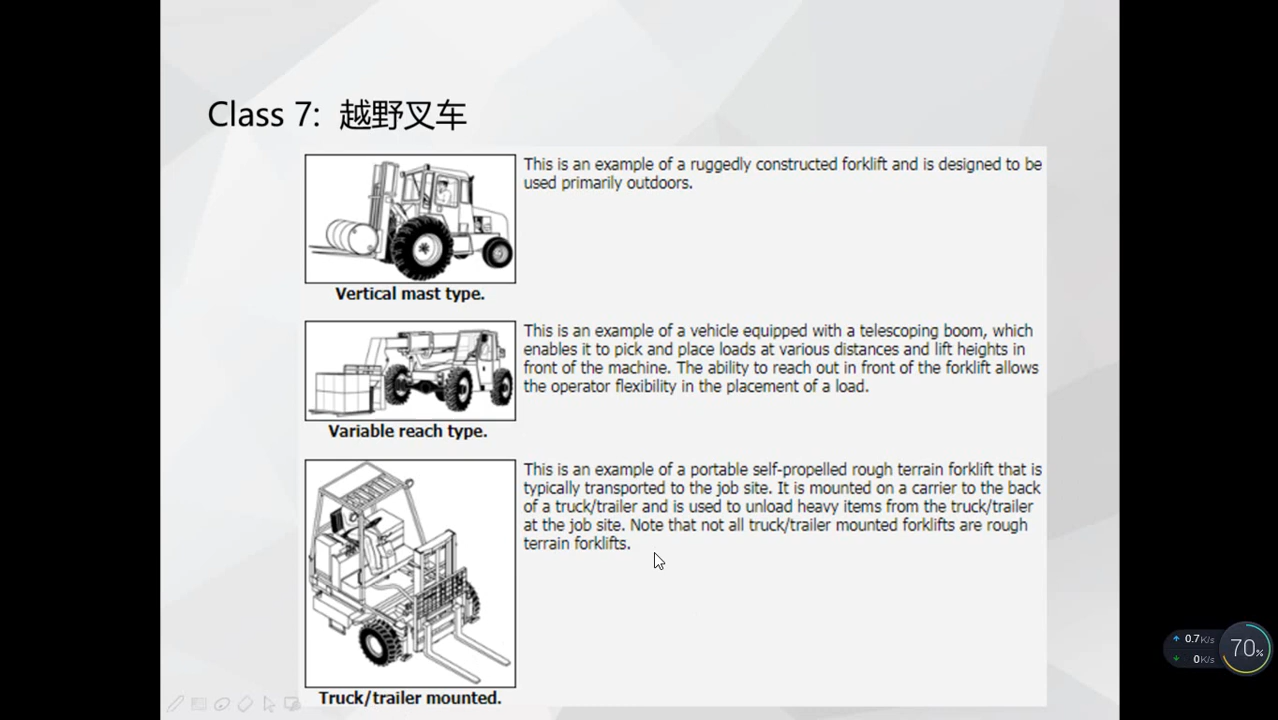 Class 7:  越野叉车
This is an example of a ruggedly constructed forklift and is designed to be
used primarily outdoors.
Vertical mast type.
This is an example of a vehicle equipped with a telescoping boom, which
enables it to pick and place loads at various distances and lift heights in
front of the machine. The ability to reach out in front of the forklift allows
the operator flexibility in the placement of a load.
Variable reach type.
This is an example of a portable self-propelled rough terrain forklift that is
typically transported to the job site. It is mounted on a carrier to the back
of a truck/trailer and is used to unload heavy items from the truck/trailer
at the job site. Note that not all truck/trailer mounted forklifts are rough
terrain forklifts.
Truck/trailer mounted.
0.7K/s
0K/s
70%